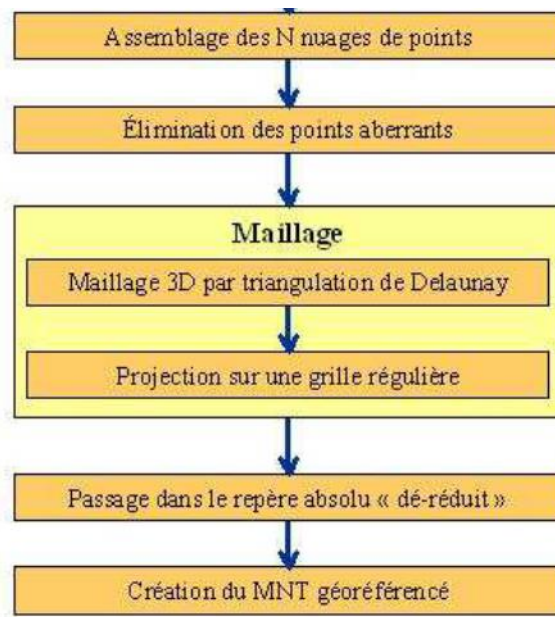 Assemblage des N nuages de points
Élimination des points aberrants
Maillage
Maillage 3D par triangulation de Delaunay
Projection sur une grille régulière
Passage dans le repère absolu « dé-réduit »
Création du MNT géoréférencé